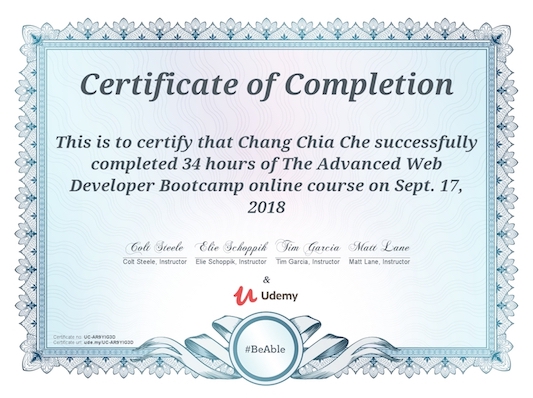 Certificate of Completion
This is to certify that Chang Chia Che successfully
completed 34 hours of The Advanced Web
Developer Bootcamp online course on Sept. 17,
2018
Colt Steele Elie Schoppik Tim Garcia Matt Lane
Colt Steele, Instructor Elie Schoppik, Instructor Tim Garcia, Instructor Matt Lane, Instructor
&
Udemy
Certificate no: UC-AR8Y1G3D
Certificate url: ude.my/UC-AR8Y1G3D
#BeAble